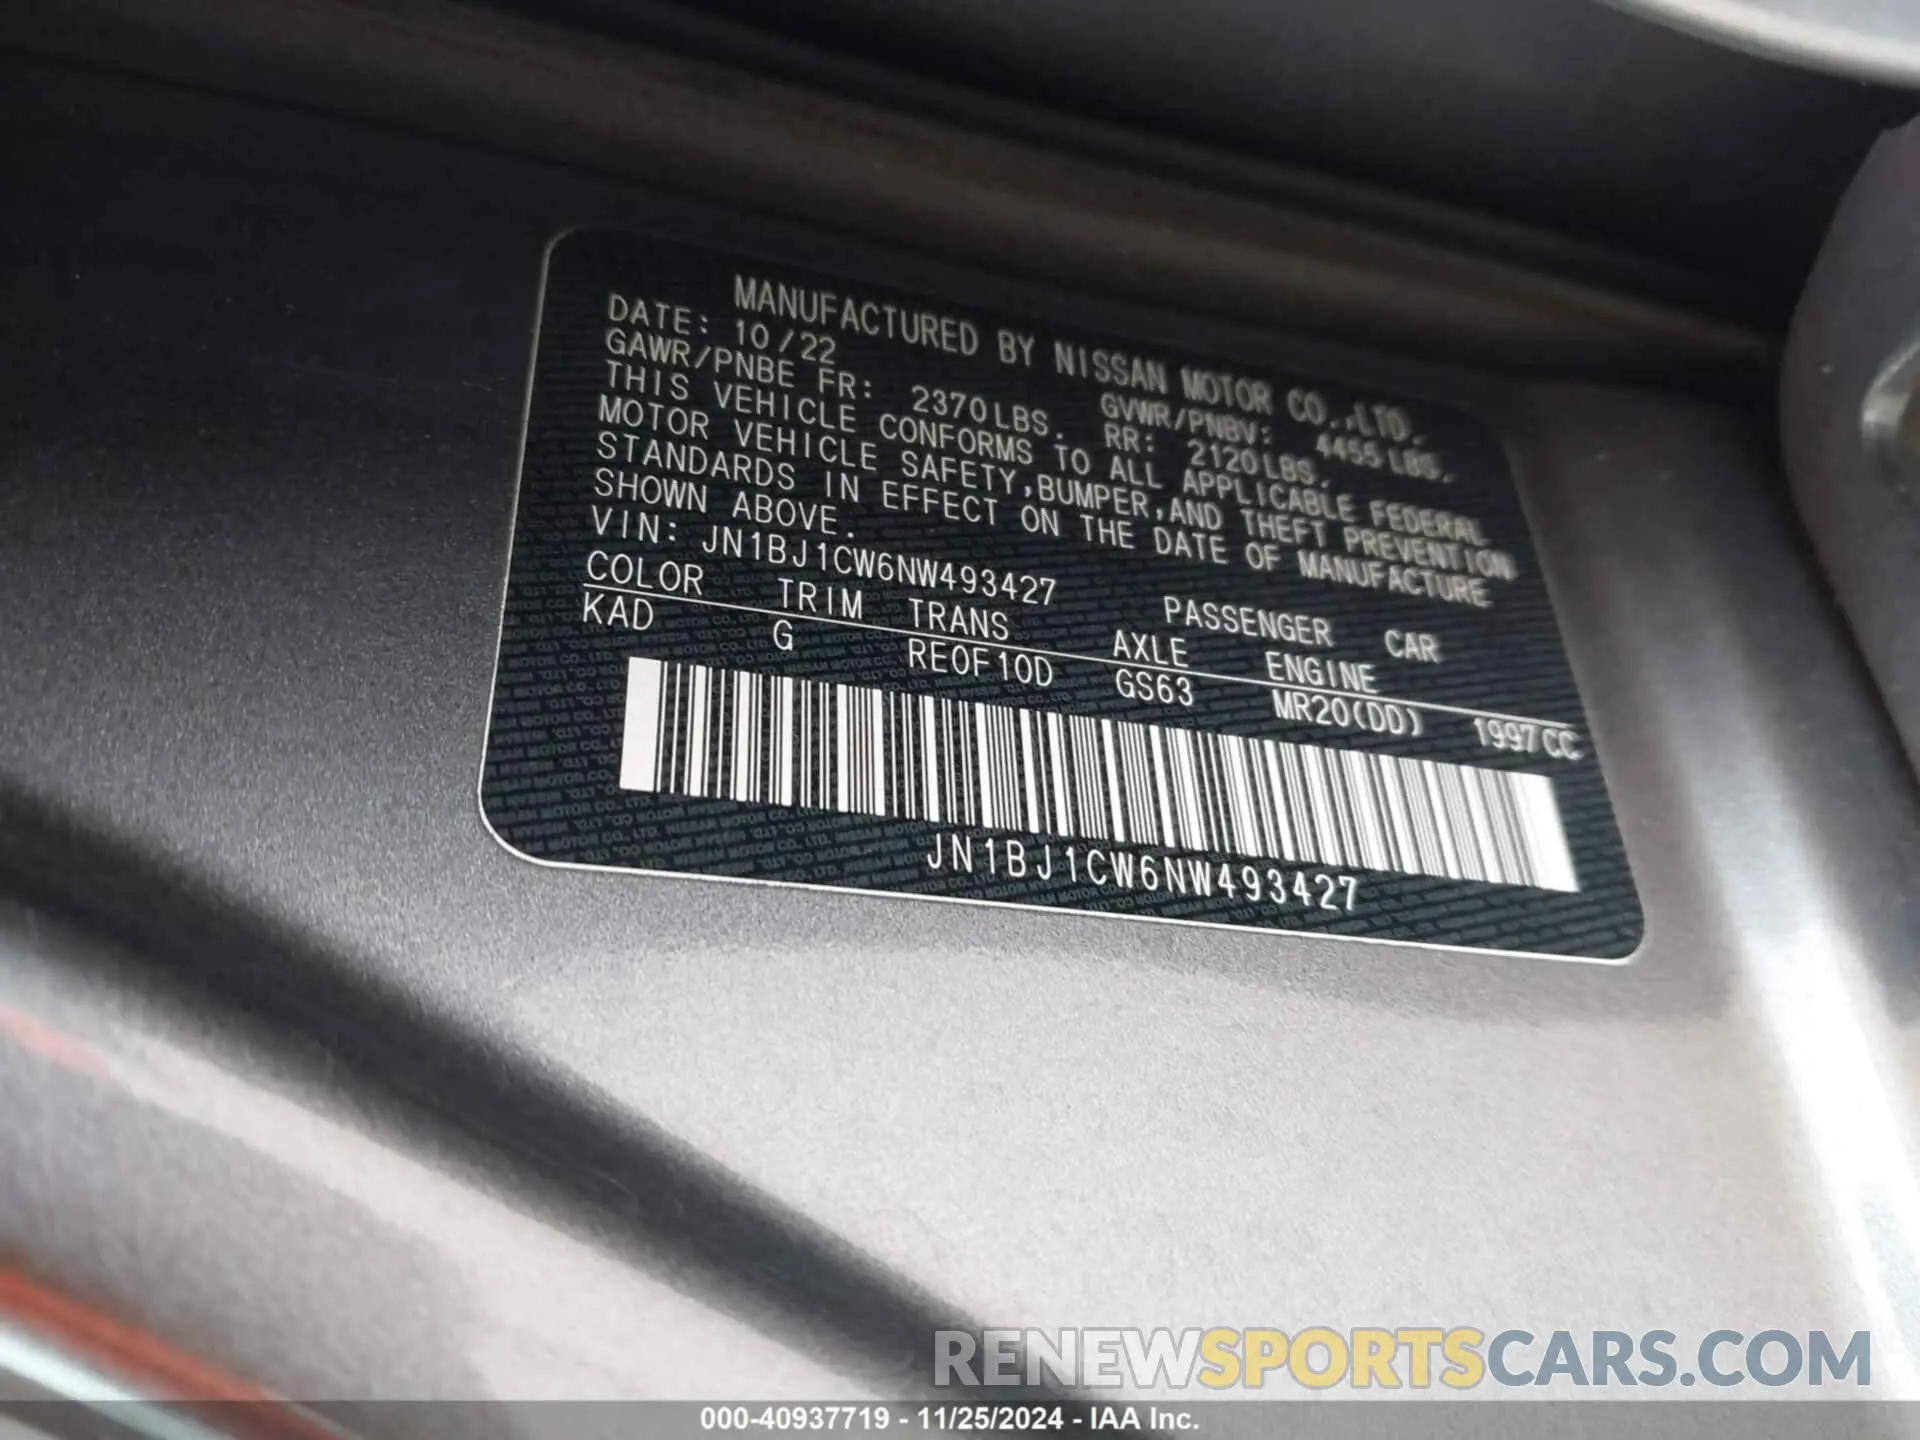 MANUFACTURED BY NISSAN MOTOR CO.,LTD.
DATE: 10/22 GVWR/PNBV: 4455 LBS.
GAWR/PNBE FR: 2370LBS. RR: 2120LBS.
THIS VEHICLE CONFORMS TO ALL APPLICABLE FEDERAL
MOTOR VEHICLE SAFETY,BUMPER,AND THEFT PREVENTION
STANDARDS IN EFFECT ON THE DATE OF MANUFACTURE
SHOWN ABOVE.
VIN: JN1BJ1CW6NW493427 PASSENGER CAR
COLOR TRIM TRANS AXLE ENGINE
KAD G RE0F10D GS63 MR20(DD) 1997CC
JN1BJ1CW6NW493427
RENEWSPORTSCARS.COM
000-40937719 - 11/25/2024 - IAA Inc.